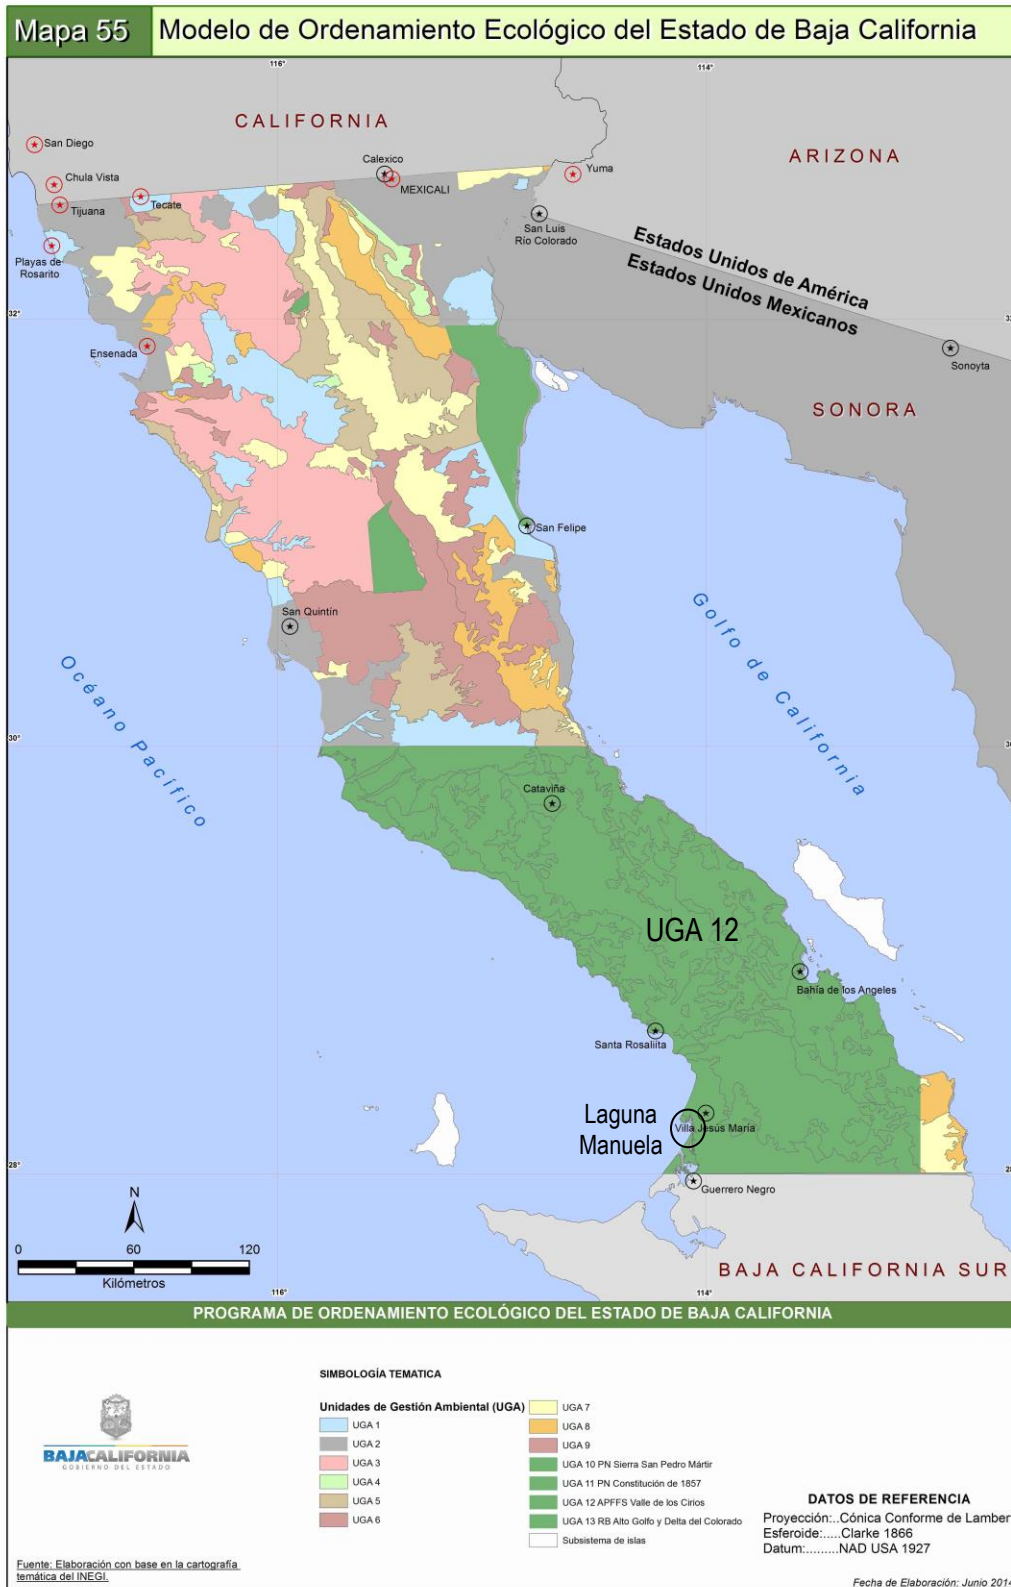 Mapa 55
Modelo de Ordenamiento Ecológico del Estado de Baja California
116°
114°
CALIFORNIA
ARIZONA
San Diego
Calexico
MEXICALI
Yuma
Chula Vista
Tecate
Tijuana
San Luis
Río Colorado
Playas de
Rosarito
Estados Unidos de América
Estados Unidos Mexicanos
32°
Ensenada
Sonoyta
SONORA
San Felipe
San Quintín
Golfo de California
Océano Pacífico
30°
Cataviña
UGA 12
Bahía de los Angeles
Santa Rosaliita
Laguna
Manuela
Villa Jesús María
28°
Guerrero Negro
N
0 60 120
Kilómetros
BAJA CALIFORNIA SUR
116°
114°
PROGRAMA DE ORDENAMIENTO ECOLÓGICO DEL ESTADO DE BAJA CALIFORNIA
SIMBOLOGÍA TEMATICA
Unidades de Gestión Ambiental (UGA)
UGA 1
UGA 2
UGA 3
UGA 4
UGA 5
UGA 6
UGA 7
UGA 8
UGA 9
UGA 10 PN Sierra San Pedro Mártir
UGA 11 PN Constitución de 1857
UGA 12 APFFS Valle de los Cirios
UGA 13 RB Alto Golfo y Delta del Colorado
Subsistema de islas
BAJACALIFORNIA
GOBIERNO DEL ESTADO
DATOS DE REFERENCIA
Proyección:..Cónica Conforme de Lamber
Esferoide:.....Clarke 1866
Datum:.........NAD USA 1927
Fuente: Elaboración con base en la cartografía
temática del INEGI.
Fecha de Elaboración: Junio 2014